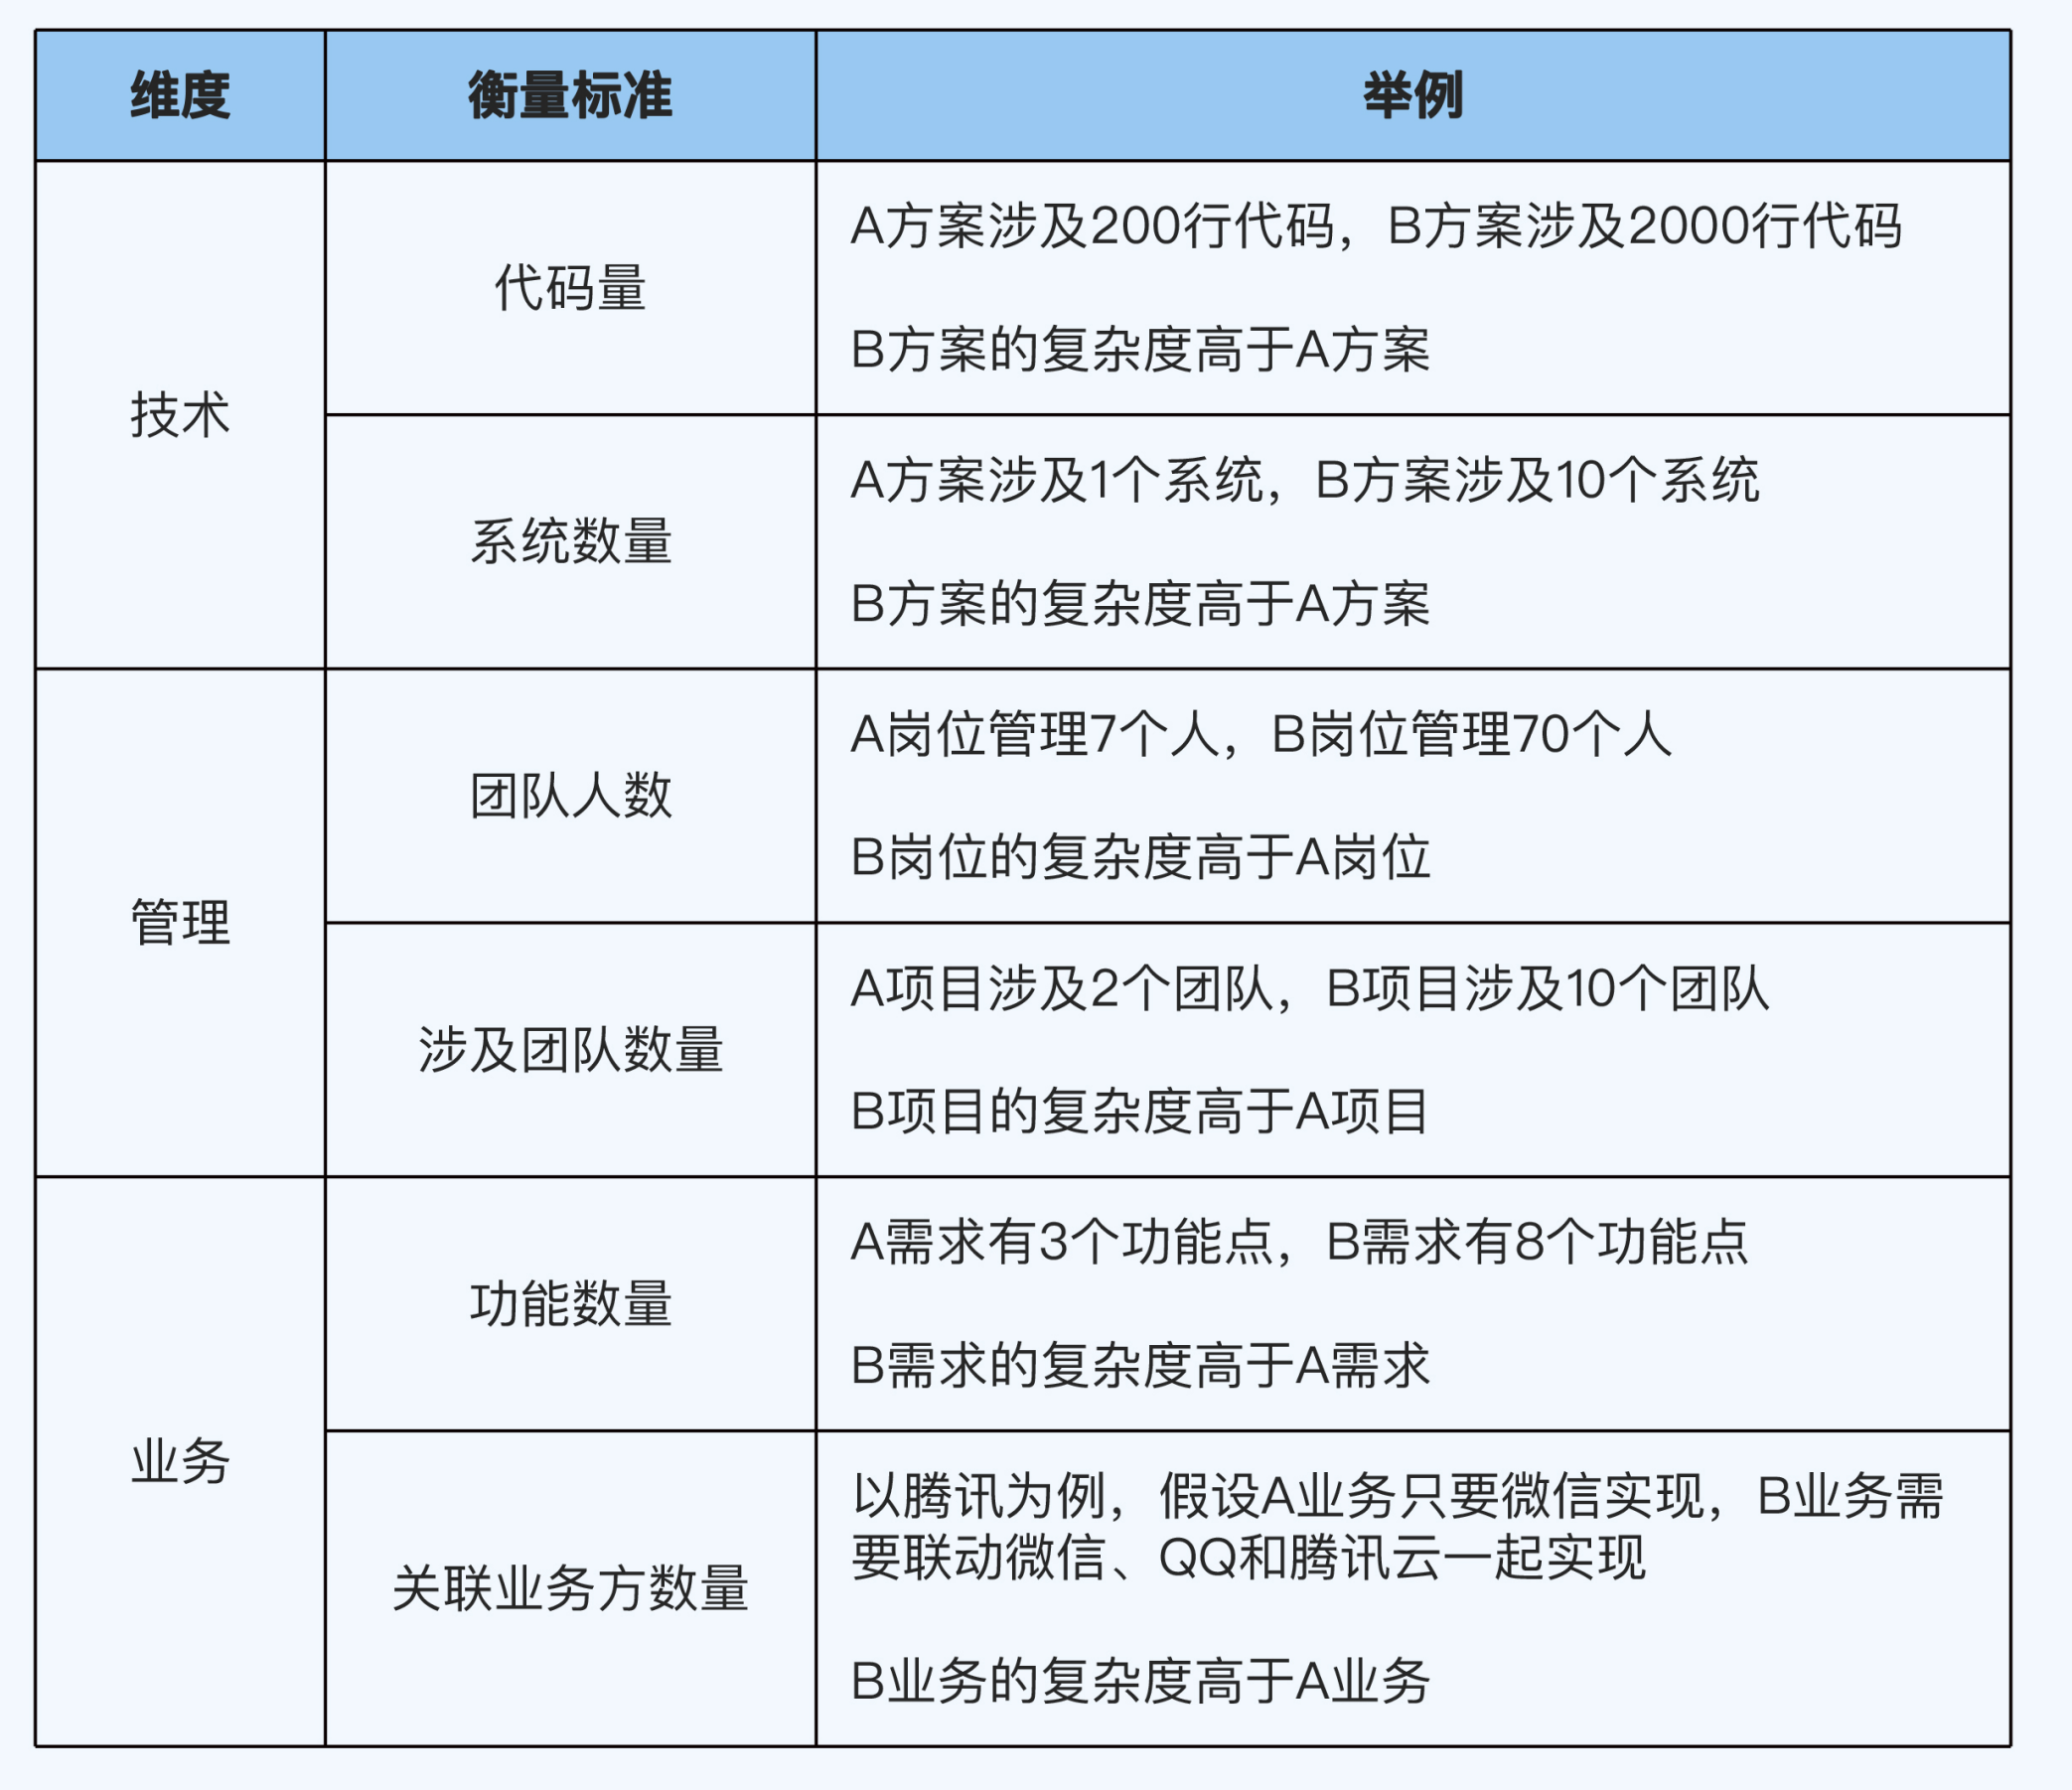 维度
衡量标准
举例
技术
代码量
A方案涉及200行代码，B方案涉及2000行代码
B方案的复杂度高于A方案
系统数量
A方案涉及1个系统，B方案涉及10个系统
B方案的复杂度高于A方案
管理
团队人数
A岗位管理7个人，B岗位管理70个人
B岗位的复杂度高于A岗位
涉及团队数量
A项目涉及2个团队，B项目涉及10个团队
B项目的复杂度高于A项目
业务
功能数量
A需求有3个功能点，B需求有8个功能点
B需求的复杂度高于A需求
关联业务方数量
以腾讯为例，假设A业务只要微信实现，B业务需
要联动微信、QQ和腾讯云一起实现
B业务的复杂度高于A业务